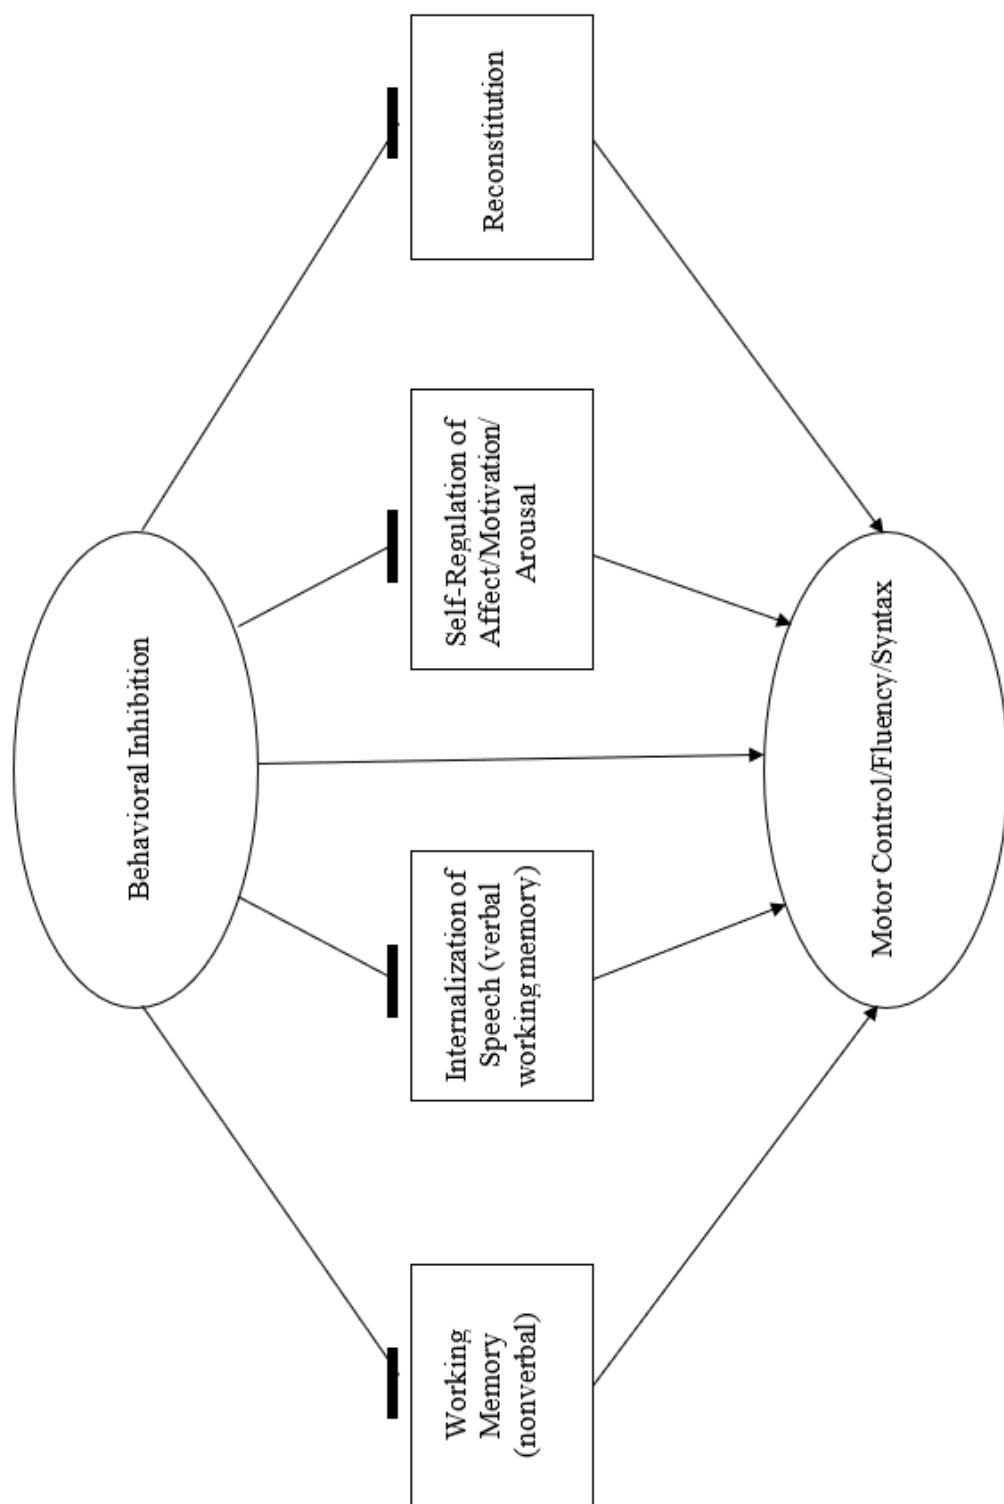 Behavioral Inhibition
Working
Memory
(nonverbal)
Internalization of
Speech (verbal
working memory)
Self-Regulation of
Affect/Motivation/
Arousal
Reconstitution
Motor Control/Fluency/Syntax